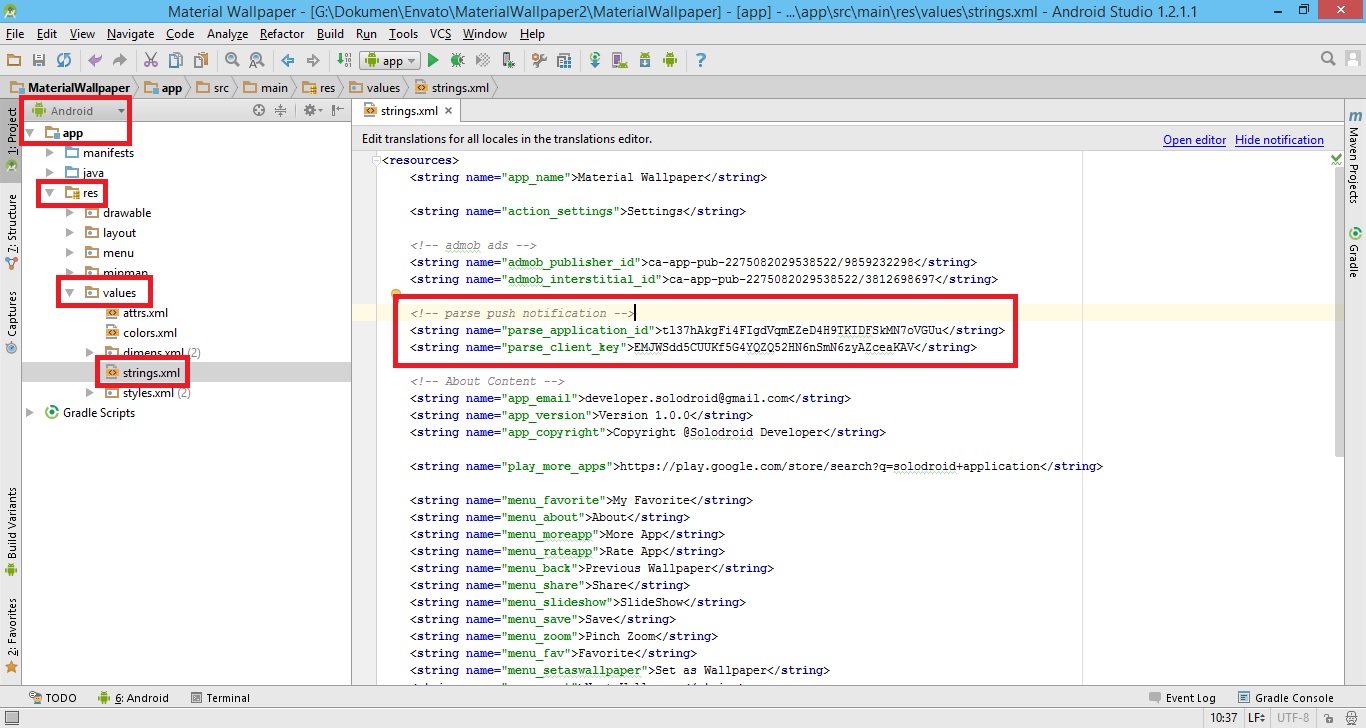 Material Wallpaper - [G:\Dokumen\Envato\MaterialWallpaper2\MaterialWallpaper] - [app] - ...\app\src\main\res\values\strings.xml - Android Studio 1.2.1.1
File Edit View Navigate Code Analyze Refactor Build Run Tools VCS Window Help
app
MaterialWallpaper app src main res values strings.xml
1: Project
7: Structure
Captures
Build Variants
2: Favorites
Android
app
manifests
java
res
drawable
layout
menu
mipmap
values
attrs.xml
colors.xml
dimens.xml (2)
strings.xml
styles.xml (2)
Gradle Scripts
strings.xml
Edit translations for all locales in the translations editor. Open editor Hide notification
<resources>
<string name="app_name">Material Wallpaper</string>
<string name="action_settings">Settings</string>
<!-- admob ads -->
<string name="admob_publisher_id">ca-app-pub-2275082029538522/9859232298</string>
<string name="admob_interstitial_id">ca-app-pub-2275082029538522/3812698697</string>
<!-- parse push notification -->
<string name="parse_application_id">tl37hAkgFi4FIgdVqmEZeD4H9TKIDFSkMN7oVGUu</string>
<string name="parse_client_key">EMJWSdd5CUUKf5G4YQZQ52HN6nSmN6zyAZceaKAV</string>
<!-- About Content -->
<string name="app_email">developer.solodroid@gmail.com</string>
<string name="app_version">Version 1.0.0</string>
<string name="app_copyright">Copyright @Solodroid Developer</string>
<string name="play_more_apps">https://play.google.com/store/search?q=solodroid+application</string>
<string name="menu_favorite">My Favorite</string>
<string name="menu_about">About</string>
<string name="menu_moreapp">More App</string>
<string name="menu_rateapp">Rate App</string>
<string name="menu_back">Previous Wallpaper</string>
<string name="menu_share">Share</string>
<string name="menu_slideshow">SlideShow</string>
<string name="menu_save">Save</string>
<string name="menu_zoom">Pinch Zoom</string>
<string name="menu_fav">Favorite</string>
<string name="menu_setaswallpaper">Set as Wallpaper</string>
Maven Projects
Gradle
TODO 6: Android Terminal Event Log Gradle Console
10:37 LF UTF-8